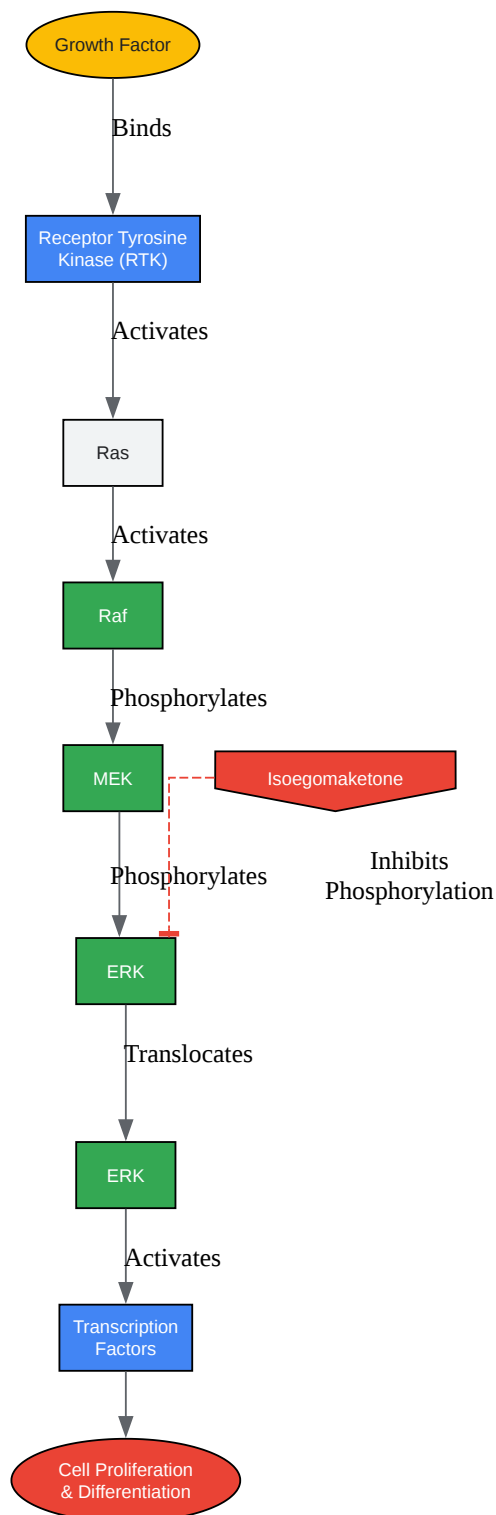 Growth Factor
Binds
Receptor Tyrosine
Kinase (RTK)
Activates
Ras
Activates
Raf
Phosphorylates
MEK
Isoegomaketone
Phosphorylates
Inhibits
Phosphorylation
ERK
Translocates
ERK
Activates
Transcription
Factors
Cell Proliferation
& Differentiation